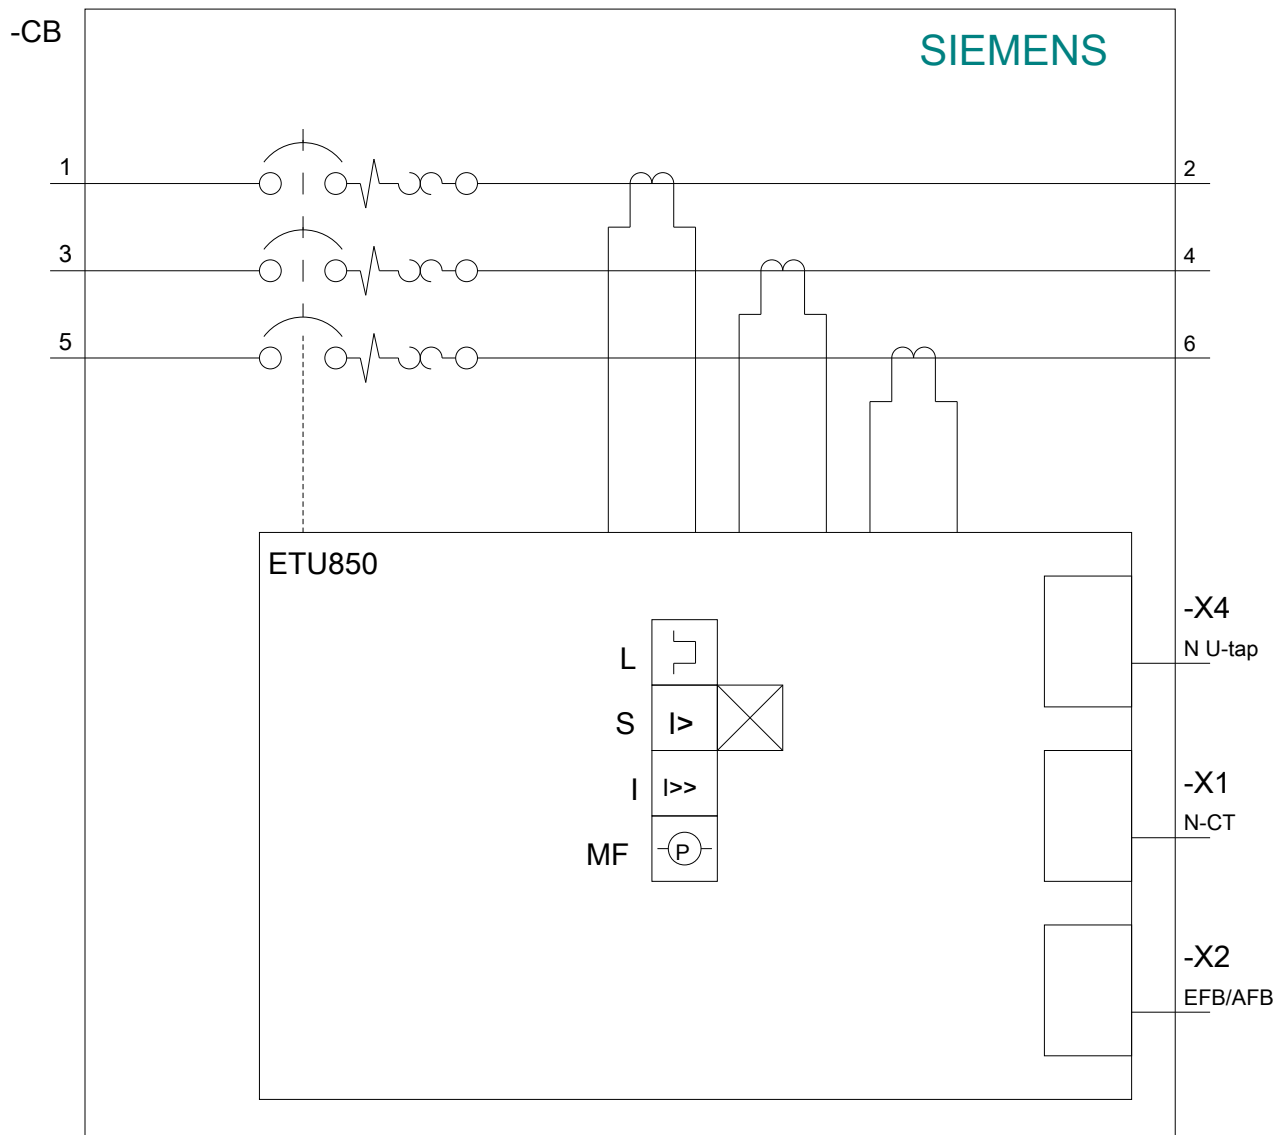 -CB
SIEMENS
1
2
3
4
5
6
ETU850
-X4
N U-tap
L
S
I>
I
I>>
-X1
N-CT
MF
P
-X2
EFB/AFB